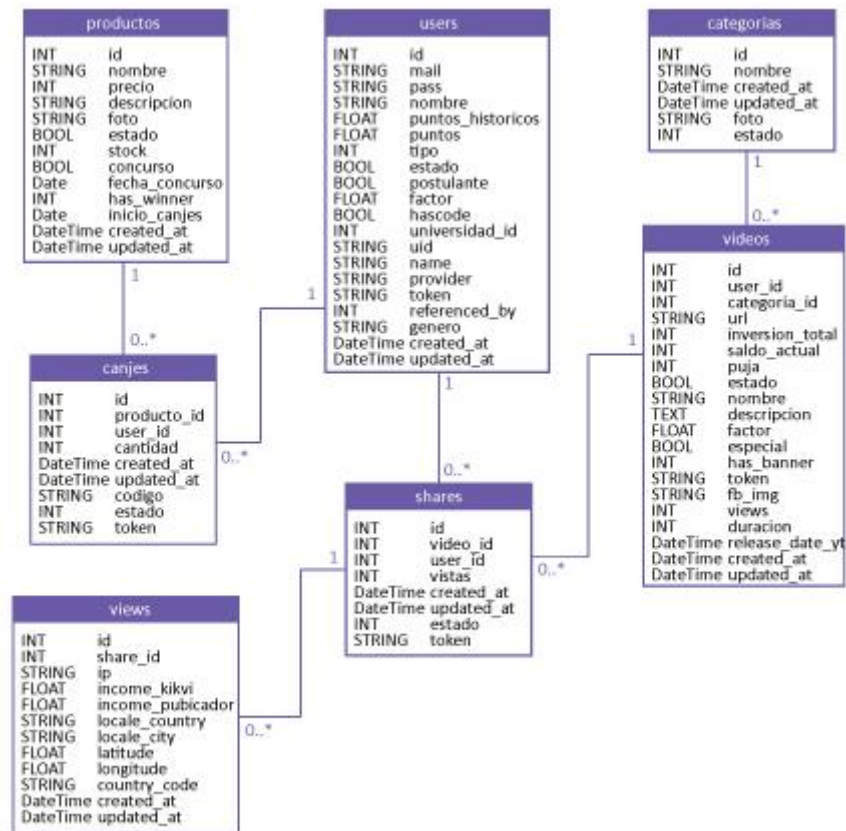 productos
INT id
STRING nombre
INT precio
STRING descripcion
STRING foto
BOOL estado
INT stock
BOOL concurso
Date fecha_concurso
INT has_winner
Date inicio_canjes
DateTime created_at
DateTime updated_at
users
INT id
STRING mail
STRING pass
STRING nombre
FLOAT puntos_historicos
FLOAT puntos
INT tipo
BOOL estado
BOOL postulante
FLOAT factor
BOOL hascode
INT universidad_id
STRING uid
STRING name
STRING provider
STRING token
INT referenced_by
STRING genero
DateTime created_at
DateTime updated_at
categorias
INT id
STRING nombre
DateTime created_at
DateTime updated_at
STRING foto
INT estado
1
0..*
1
0..*
1
0..*
1
0..*
1
0..*
1
0..*
canjes
INT id
INT producto_id
INT user_id
INT cantidad
DateTime created_at
DateTime updated_at
STRING codigo
INT estado
STRING token
videos
INT id
INT user_id
INT categoria_id
STRING url
INT inversion_total
INT saldo_actual
INT puja
BOOL estado
STRING nombre
TEXT descripcion
FLOAT factor
BOOL especial
INT has_banner
STRING token
STRING fb_img
INT views
INT duracion
DateTime release_date_yt
DateTime created_at
DateTime updated_at
shares
INT id
INT video_id
INT user_id
INT vistas
DateTime created_at
DateTime updated_at
INT estado
STRING token
views
INT id
INT share_id
STRING ip
FLOAT income_kikvi
FLOAT income_pubicador
STRING locale_country
STRING locale_city
FLOAT latitude
FLOAT longitude
STRING country_code
DateTime created_at
DateTime updated_at